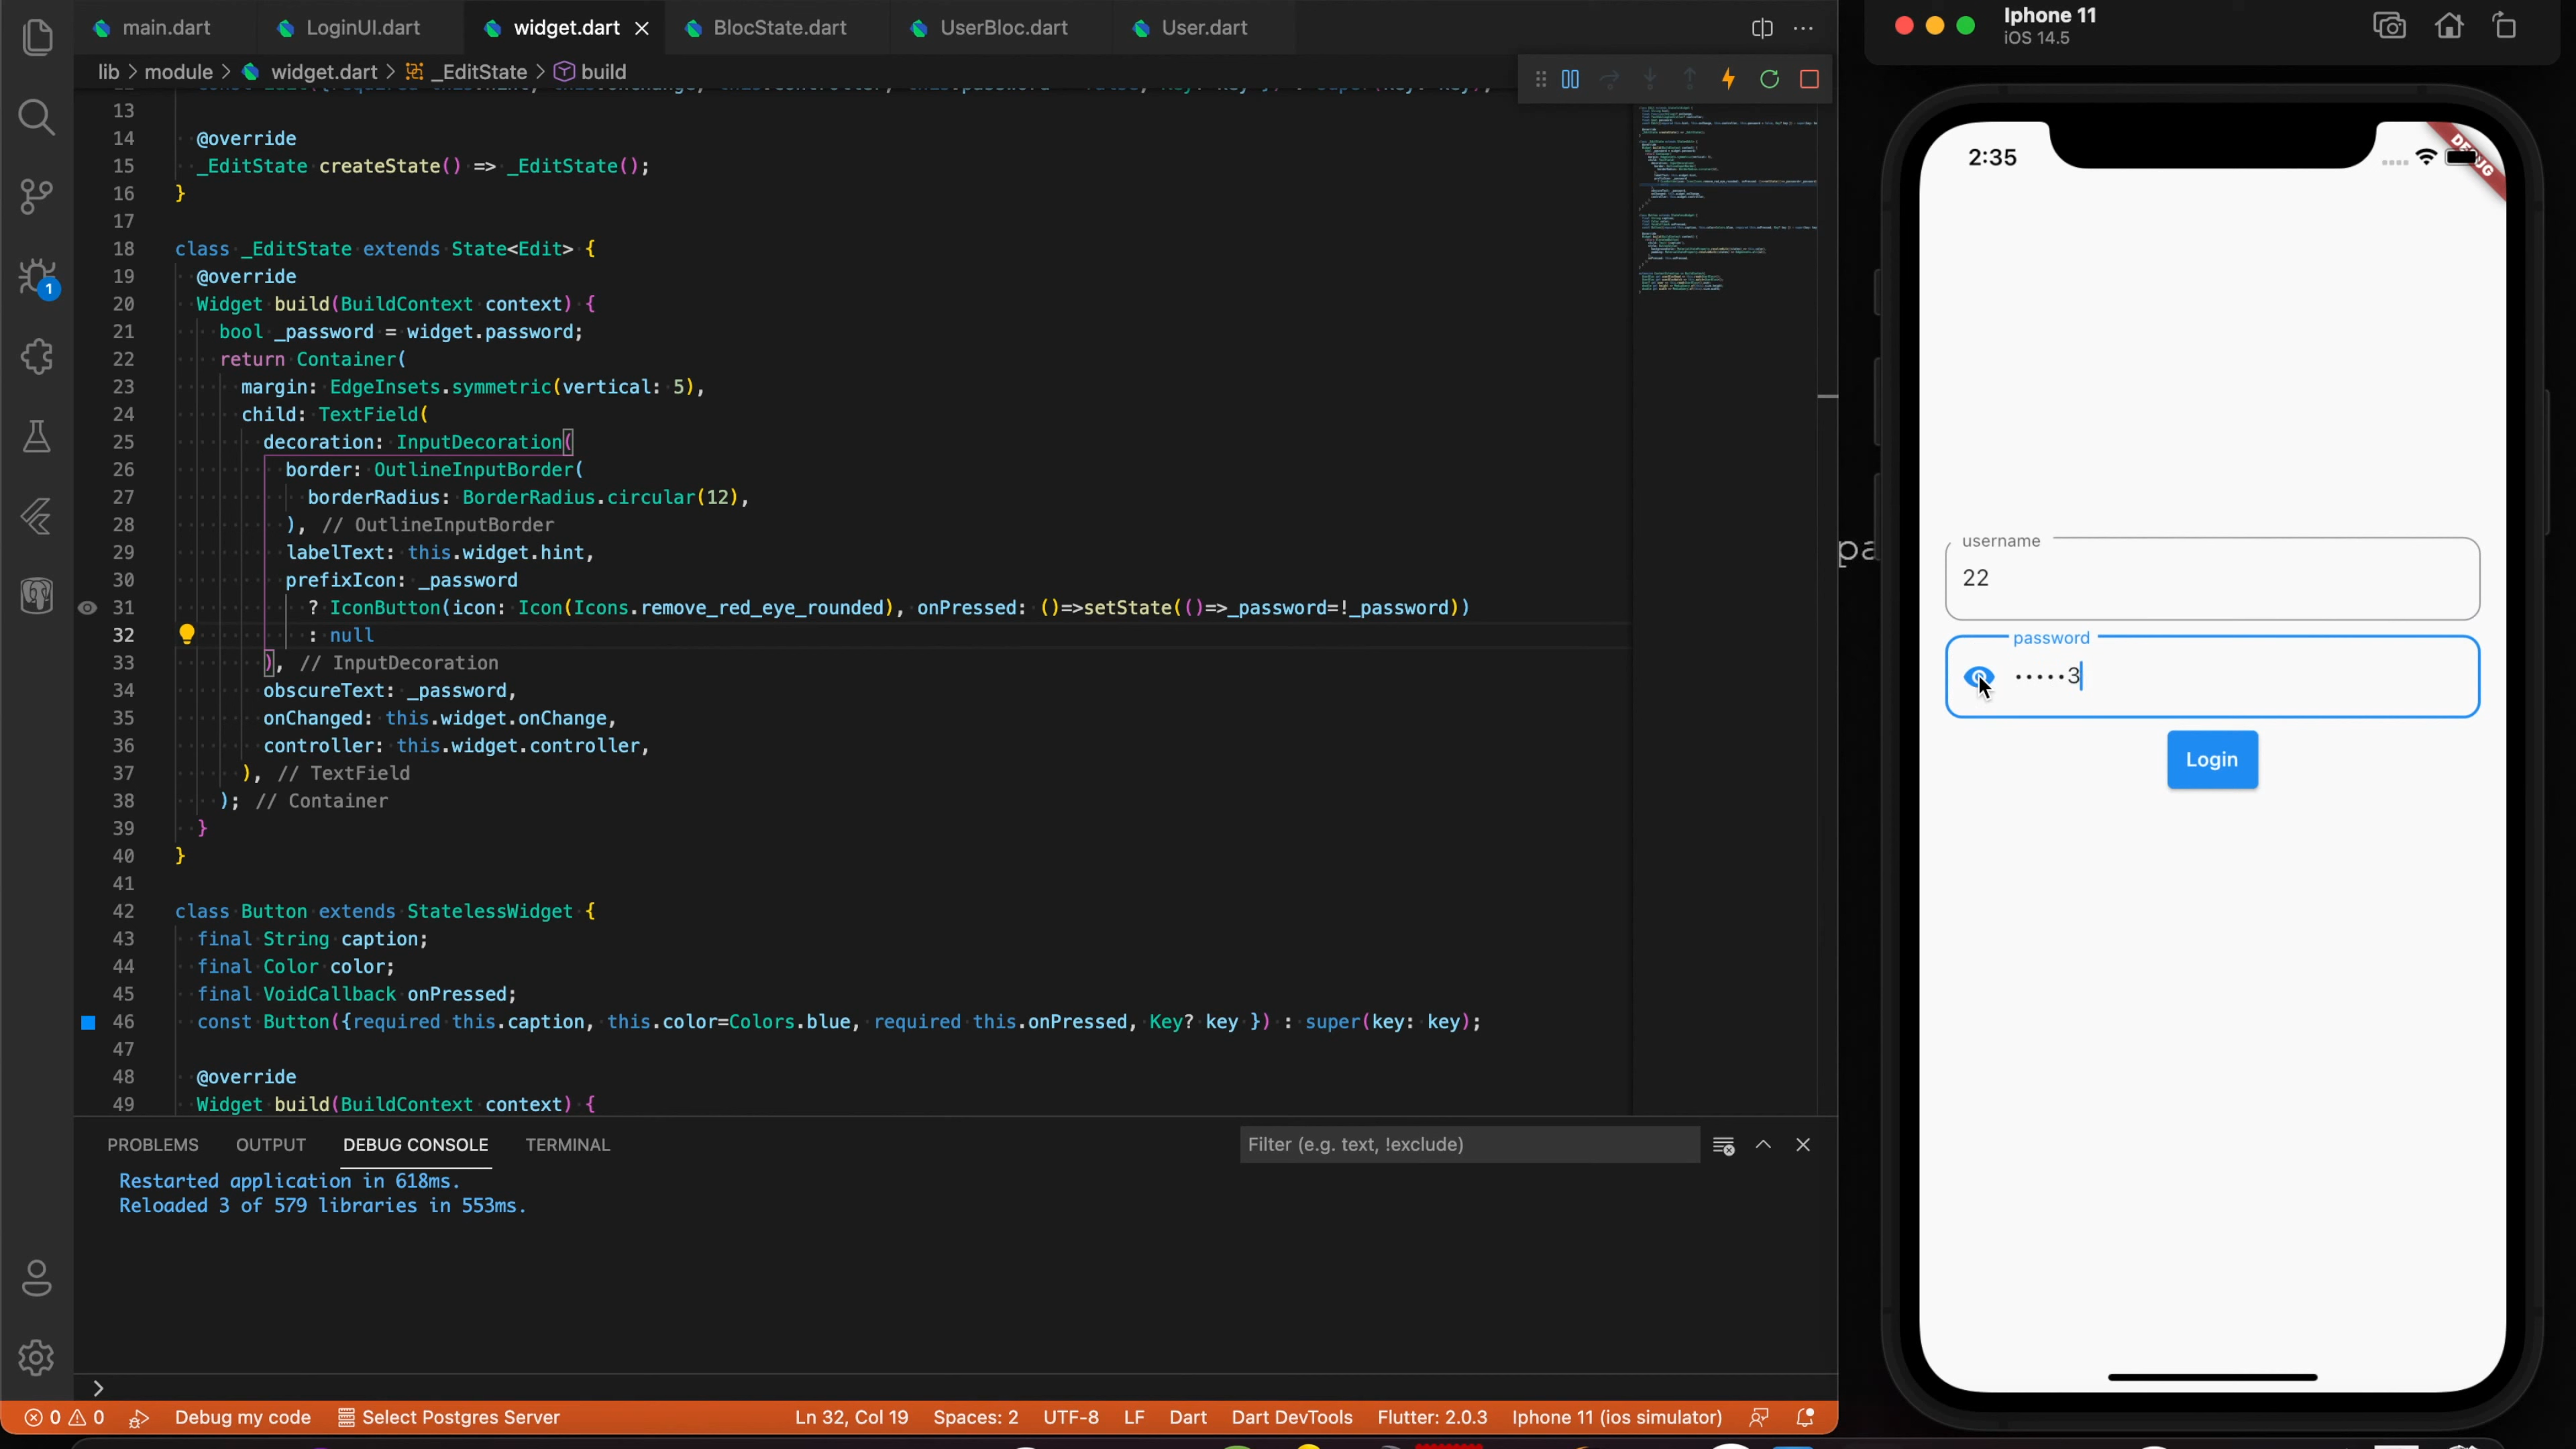 main.dart
LoginUI.dart
widget.dart
BlocState.dart
UserBloc.dart
User.dart
lib > module > widget.dart > _EditState > build
13
14 @override
15 _EditState createState() => _EditState();
16 }
17
18 class _EditState extends State<Edit> {
19 @override
20 Widget build(BuildContext context) {
21 bool _password = widget.password;
22 return Container(
23 margin: EdgeInsets.symmetric(vertical: 5),
24 child: TextField(
25 decoration: InputDecoration(
26 border: OutlineInputBorder(
27 borderRadius: BorderRadius.circular(12),
28 ), // OutlineInputBorder
29 labelText: this.widget.hint,
30 prefixIcon: _password
31 ? IconButton(icon: Icon(Icons.remove_red_eye_rounded), onPressed: ()=>setState(()=>_password=!_password))
32 : null
33 ), // InputDecoration
34 obscureText: _password,
35 onChanged: this.widget.onChange,
36 controller: this.widget.controller,
37 ), // TextField
38 ); // Container
39 }
40 }
41
42 class Button extends StatelessWidget {
43 final String caption;
44 final Color color;
45 final VoidCallback onPressed;
46 const Button({required this.caption, this.color=Colors.blue, required this.onPressed, Key? key }) : super(key: key);
47
48 @override
49 Widget build(BuildContext context) {
1
PROBLEMS OUTPUT DEBUG CONSOLE TERMINAL
Filter (e.g. text, !exclude)
Restarted application in 618ms.
Reloaded 3 of 579 libraries in 553ms.
0 0 Debug my code Select Postgres Server Ln 32, Col 19 Spaces: 2 UTF-8 LF Dart Dart DevTools Flutter: 2.0.3 Iphone 11 (ios simulator)
pa
Iphone 11
iOS 14.5
2:35
DEBUG
username
22
password
•••••3
Login